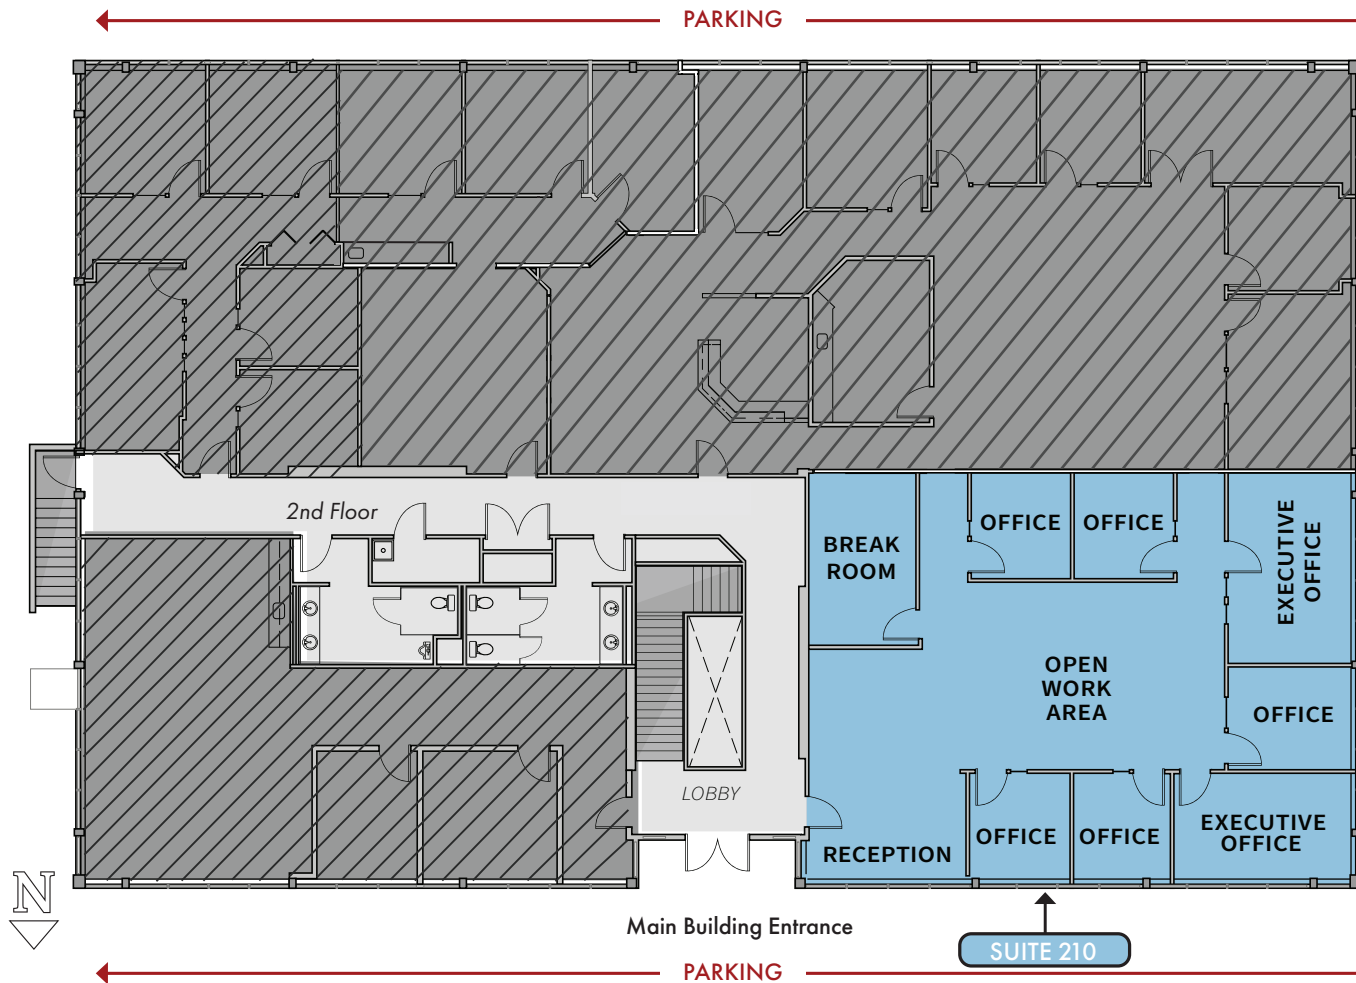 PARKING
2nd Floor
BREAK
ROOM
OFFICE
OFFICE
EXECUTIVE
OFFICE
OPEN
WORK
AREA
OFFICE
LOBBY
RECEPTION
OFFICE
OFFICE
EXECUTIVE
OFFICE
N
Main Building Entrance
SUITE 210
PARKING